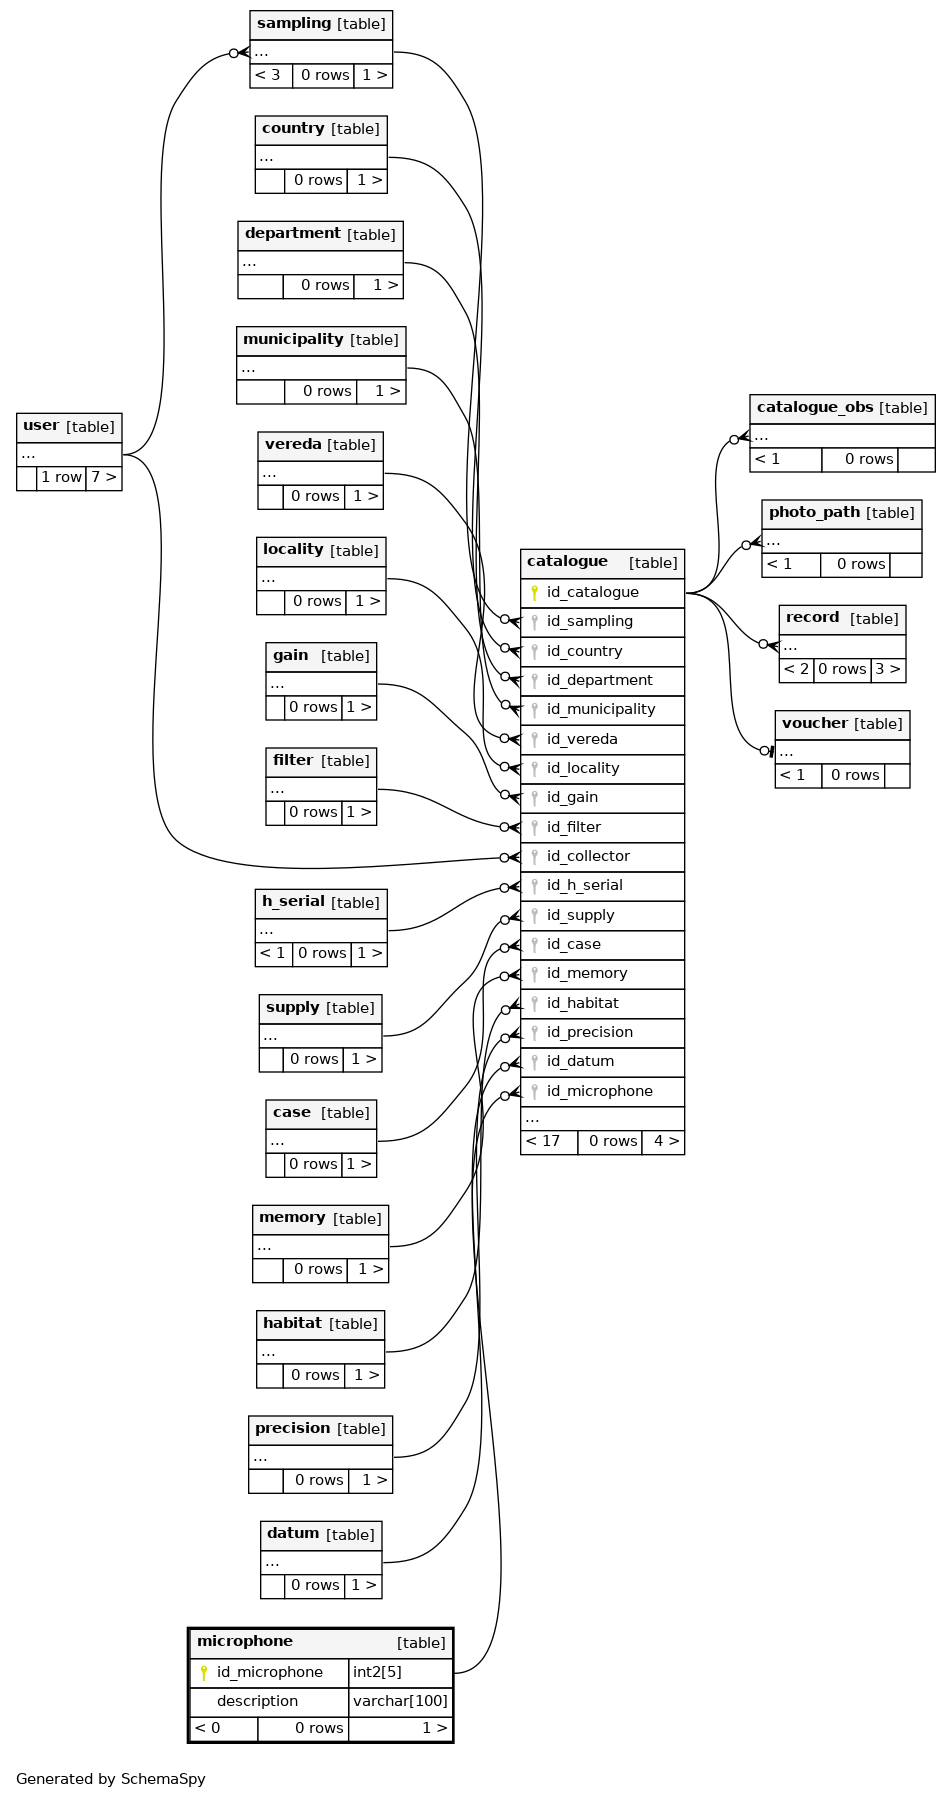 sampling [table]
...
< 3 0 rows 1 >
country [table]
...
0 rows 1 >
department [table]
...
0 rows 1 >
municipality [table]
...
0 rows 1 >
user [table]
...
1 row 7 >
vereda [table]
...
0 rows 1 >
locality [table]
...
0 rows 1 >
gain [table]
...
0 rows 1 >
filter [table]
...
0 rows 1 >
h_serial [table]
...
< 1 0 rows 1 >
supply [table]
...
0 rows 1 >
case [table]
...
0 rows 1 >
memory [table]
...
0 rows 1 >
habitat [table]
...
0 rows 1 >
precision [table]
...
0 rows 1 >
datum [table]
...
0 rows 1 >
microphone [table]
id_microphone int2[5]
description varchar[100]
< 0 0 rows 1 >
catalogue [table]
id_catalogue
id_sampling
id_country
id_department
id_municipality
id_vereda
id_locality
id_gain
id_filter
id_collector
id_h_serial
id_supply
id_case
id_memory
id_habitat
id_precision
id_datum
id_microphone
...
< 17 0 rows 4 >
catalogue_obs [table]
...
< 1 0 rows
photo_path [table]
...
< 1 0 rows
record [table]
...
< 2 0 rows 3 >
voucher [table]
...
< 1 0 rows
Generated by SchemaSpy